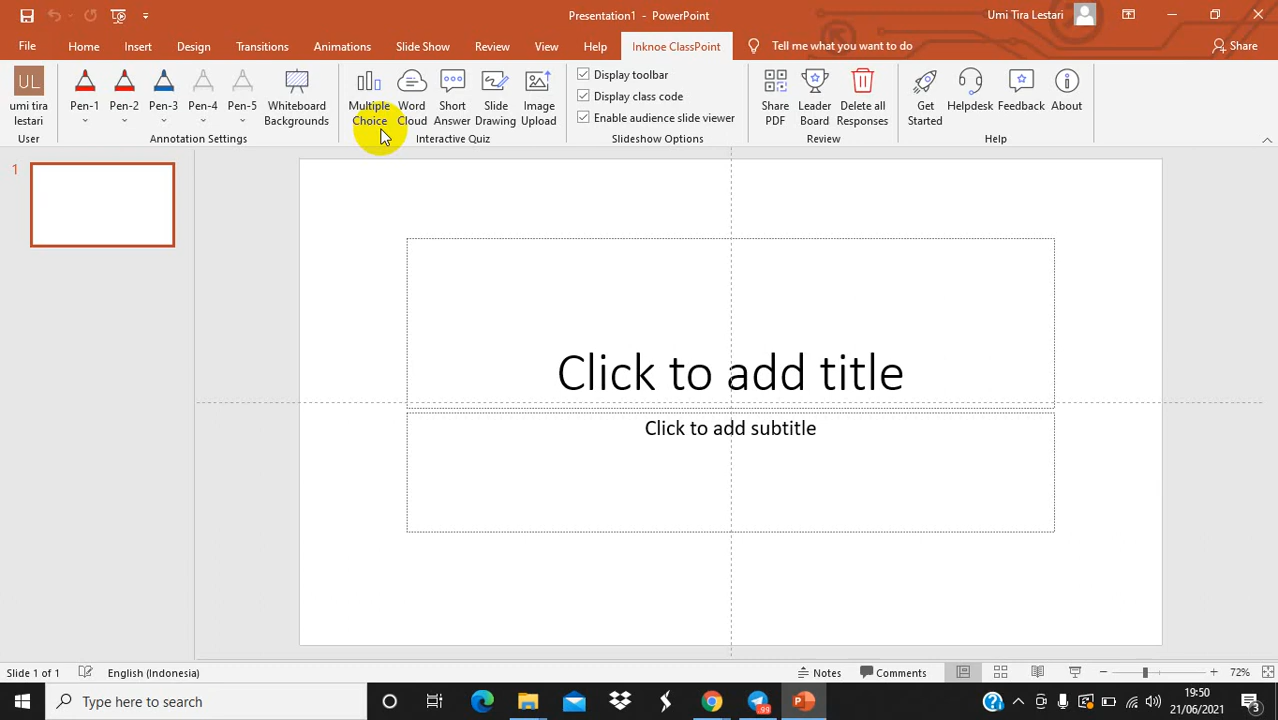 Presentation1 - PowerPoint
Umi Tira Lestari
File Home Insert Design Transitions Animations Slide Show Review View Help Inknoe ClassPoint Tell me what you want to do Share
UL
umi tira
lestari
User
Pen-1 Pen-2 Pen-3 Pen-4 Pen-5
Whiteboard
Backgrounds
Annotation Settings
Multiple
Choice
Word
Cloud
Short
Answer
Slide
Drawing
Image
Upload
Interactive Quiz
Display toolbar
Display class code
Enable audience slide viewer
Slideshow Options
Share
PDF
Leader
Board
Delete all
Responses
Review
Get
Started
Helpdesk
Feedback
About
Help
1
Click to add title
Click to add subtitle
Slide 1 of 1 English (Indonesia) Notes Comments 72%
Type here to search
99
19:50
21/06/2021
3